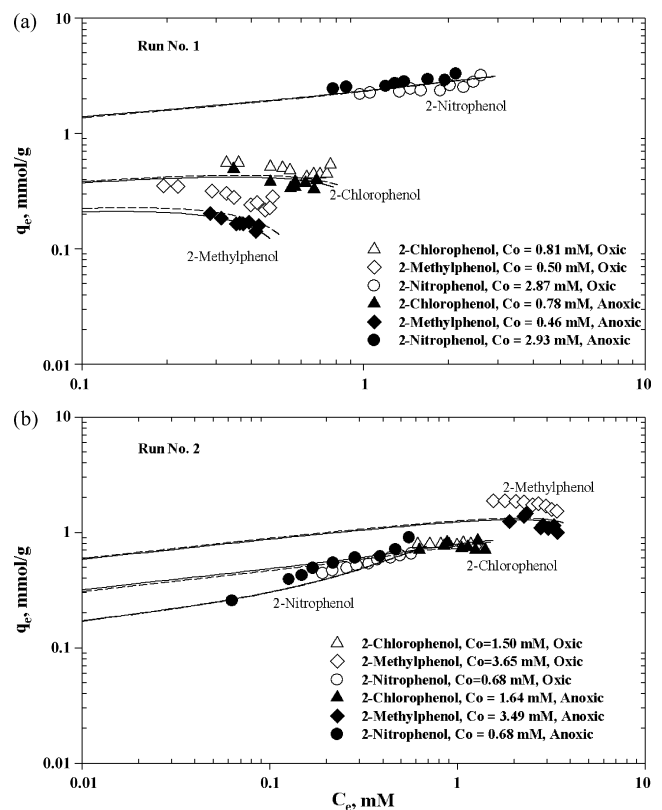 (a)
10
Run No. 1
2-Nitrophenol
1
qe, mmol/g
2-Chlorophenol
0.1
2-Methylphenol
2-Chlorophenol, Co = 0.81 mM, Oxic
2-Methylphenol, Co = 0.50 mM, Oxic
2-Nitrophenol, Co = 2.87 mM, Oxic
2-Chlorophenol, Co = 0.78 mM, Anoxic
2-Methylphenol, Co = 0.46 mM, Anoxic
2-Nitrophenol, Co = 2.93 mM, Anoxic
0.01
0.1 1 10
(b)
10
Run No. 2
2-Methylphenol
1
qe, mmol/g
2-Chlorophenol
2-Nitrophenol
0.1
2-Chlorophenol, Co=1.50 mM, Oxic
2-Methylphenol, Co=3.65 mM, Oxic
2-Nitrophenol, Co=0.68 mM, Oxic
2-Chlorophenol, Co = 1.64 mM, Anoxic
2-Methylphenol, Co = 3.49 mM, Anoxic
2-Nitrophenol, Co = 0.68 mM, Anoxic
0.01
0.01 0.1 1 10
Ce, mM